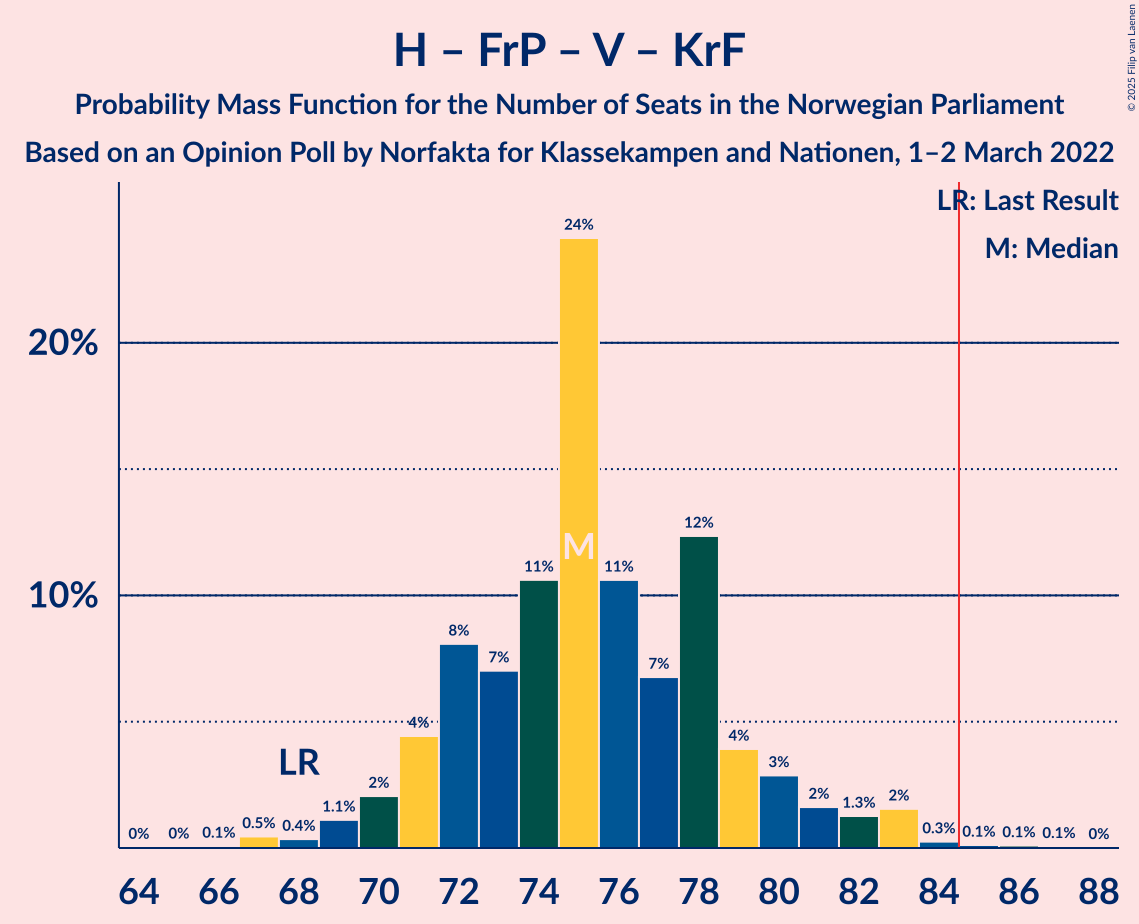 H – FrP – V – KrF
Probability Mass Function for the Number of Seats in the Norwegian Parliament
Based on an Opinion Poll by Norfakta for Klassekampen and Nationen, 1–2 March 2022
© 2025 Filip van Laenen
LR: Last Result
M: Median
20%
10%
0% 0% 0.1% 0.5% 0.4% 1.1% 2% 4% 8% 7% 11% 24% 11% 7% 12% 4% 3% 2% 1.3% 2% 0.3% 0.1% 0.1% 0.1% 0%
LR
M
64 66 68 70 72 74 76 78 80 82 84 86 88